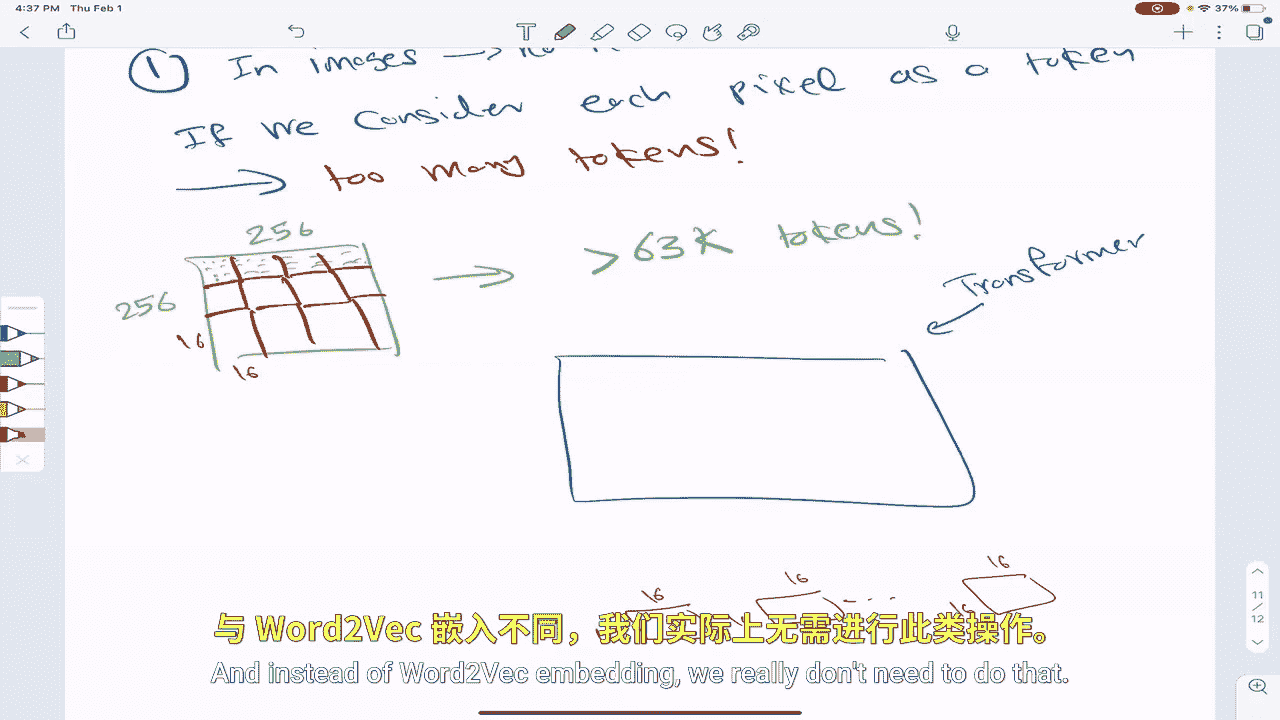 4:37 PM Thu Feb 1
37%
① In images →
If we consider each pixel as a token
→ too many tokens!
256
256
→ >63K tokens!
Transformer
16
16
16
16
16
11
12
与 Word2Vec 嵌入不同，我们实际上无需进行此类操作。
And instead of Word2Vec embedding, we really don't need to do that.